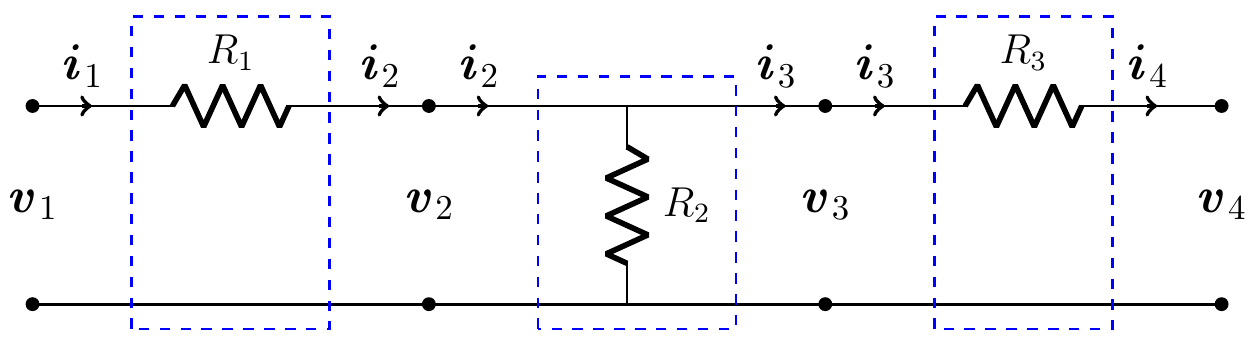 i₁ R₁ i₂ i₂ i₃ i₃ R₃ i₄
v₁ v₂ R₂ v₃ v₄